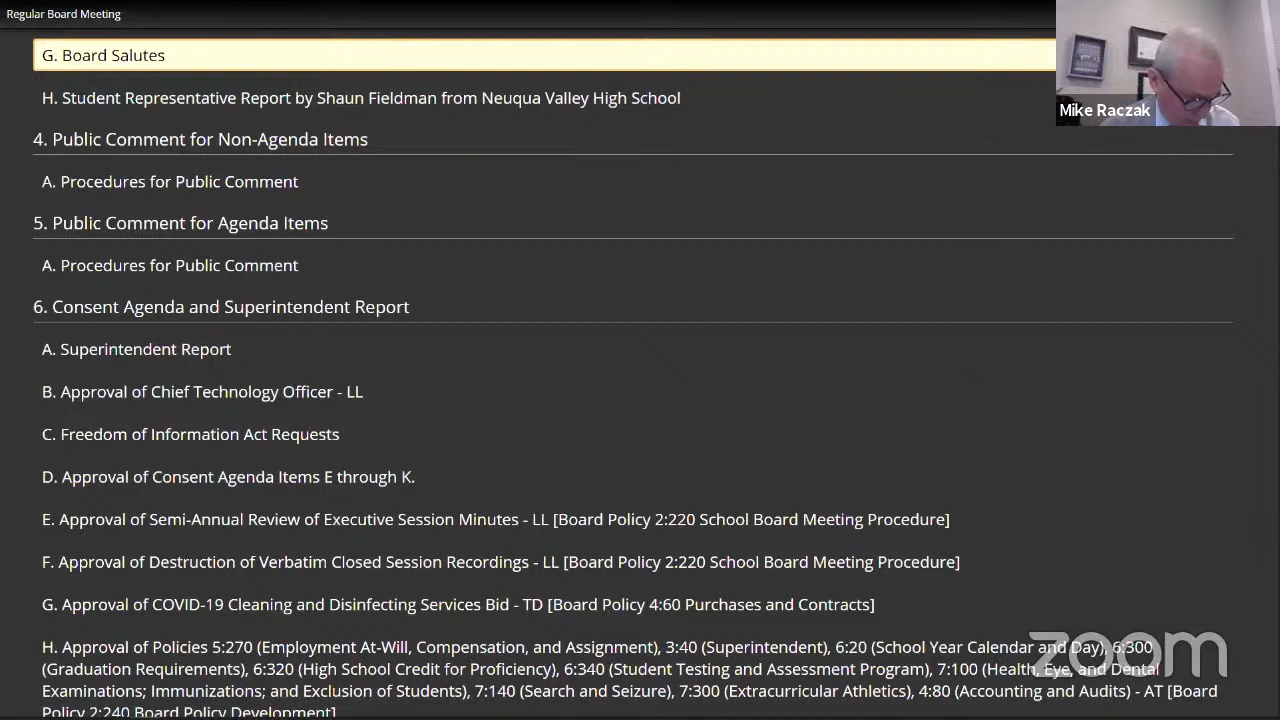 Regular Board Meeting
G. Board Salutes
Mike Raczak
H. Student Representative Report by Shaun Fieldman from Neuqua Valley High School
4. Public Comment for Non-Agenda Items
A. Procedures for Public Comment
5. Public Comment for Agenda Items
A. Procedures for Public Comment
6. Consent Agenda and Superintendent Report
A. Superintendent Report
B. Approval of Chief Technology Officer - LL
C. Freedom of Information Act Requests
D. Approval of Consent Agenda Items E through K.
E. Approval of Semi-Annual Review of Executive Session Minutes - LL [Board Policy 2:220 School Board Meeting Procedure]
F. Approval of Destruction of Verbatim Closed Session Recordings - LL [Board Policy 2:220 School Board Meeting Procedure]
G. Approval of COVID-19 Cleaning and Disinfecting Services Bid - TD [Board Policy 4:60 Purchases and Contracts]
H. Approval of Policies 5:270 (Employment At-Will, Compensation, and Assignment), 3:40 (Superintendent), 6:20 (School Year Calendar and Day), 6:300
(Graduation Requirements), 6:320 (High School Credit for Proficiency), 6:340 (Student Testing and Assessment Program), 7:100 (Health, Eye, and Dental
Examinations; Immunizations; and Exclusion of Students), 7:140 (Search and Seizure), 7:300 (Extracurricular Athletics), 4:80 (Accounting and Audits) - AT [Board
Policy 2:240 Board Policy Development]
zoom